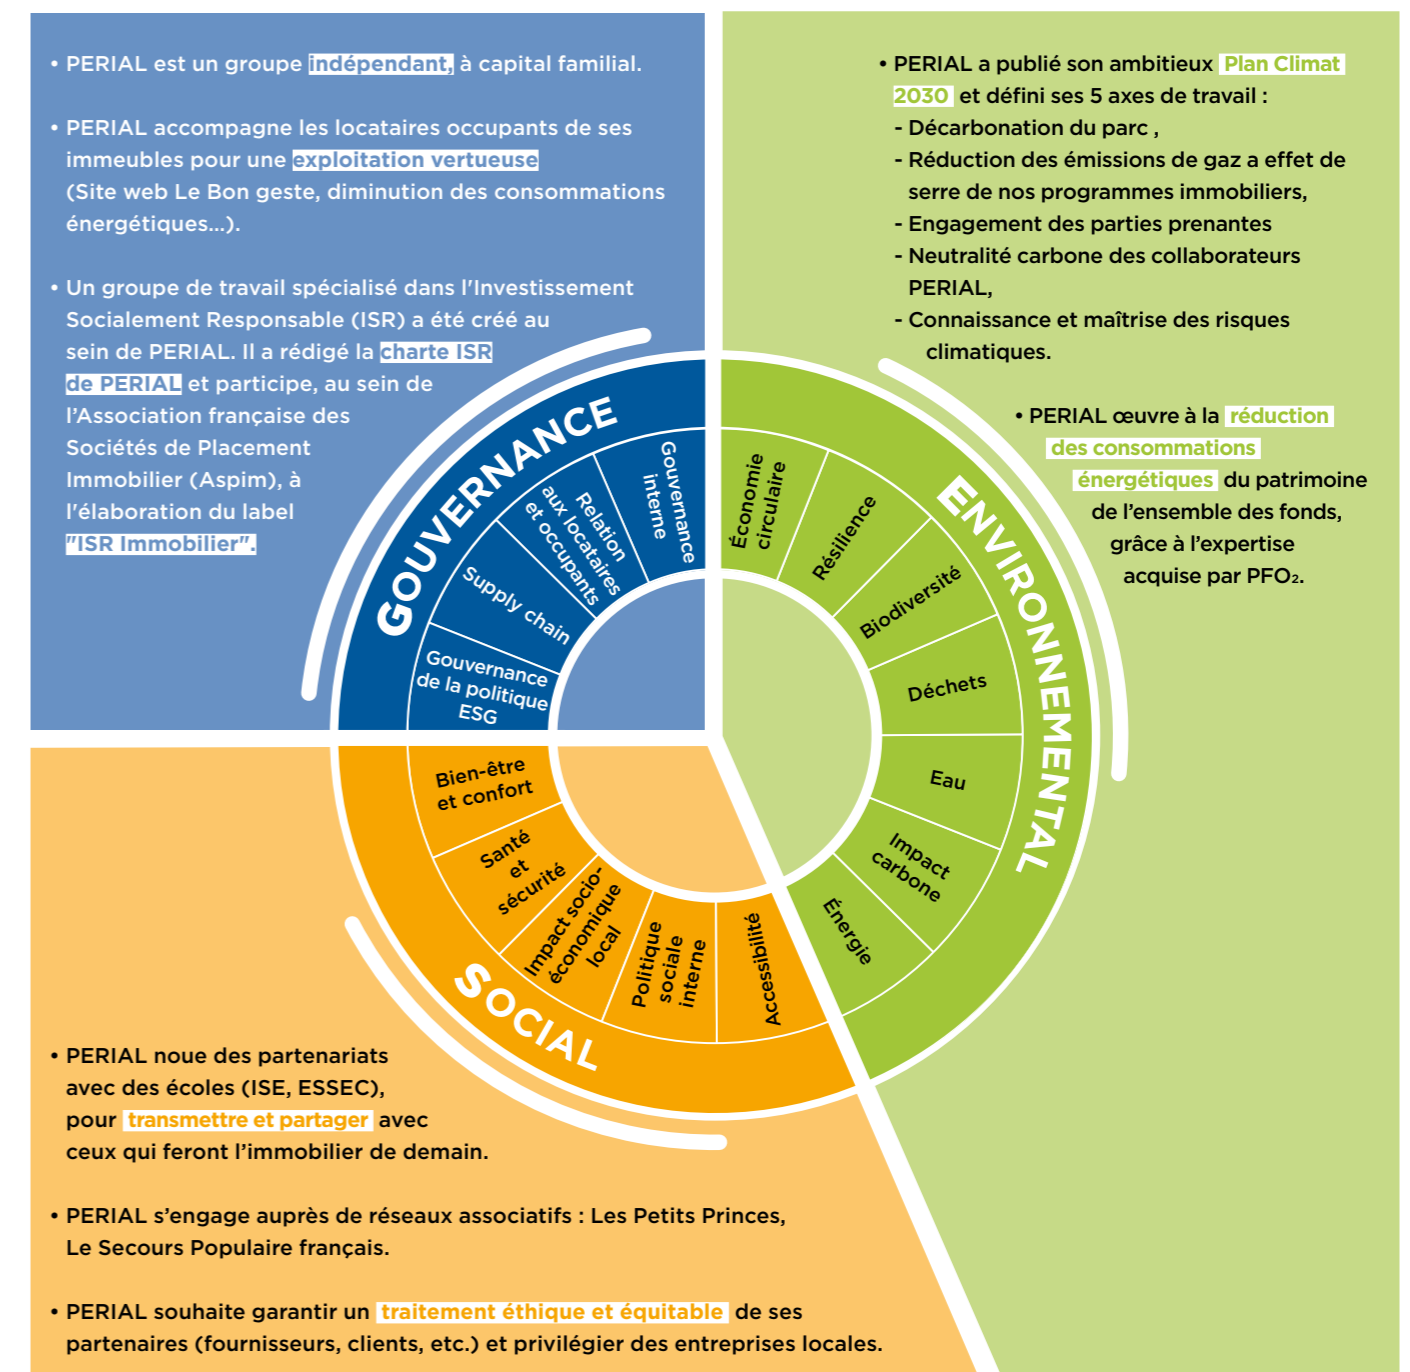 • PERIAL est un groupe indépendant, à capital familial.
• PERIAL accompagne les locataires occupants de ses
immeubles pour une exploitation vertueuse
(Site web Le Bon geste, diminution des consommations
énergétiques...).
• Un groupe de travail spécialisé dans l'Investissement
Socialement Responsable (ISR) a été créé au
sein de PERIAL. Il a rédigé la charte ISR
de PERIAL et participe, au sein de
l’Association française des
Sociétés de Placement
Immobilier (Aspim), à
l'élaboration du label
"ISR Immobilier".
• PERIAL a publié son ambitieux Plan Climat
2030 et défini ses 5 axes de travail :
- Décarbonation du parc ,
- Réduction des émissions de gaz a effet de
serre de nos programmes immobiliers,
- Engagement des parties prenantes
- Neutralité carbone des collaborateurs
PERIAL,
- Connaissance et maîtrise des risques
climatiques.
• PERIAL œuvre à la réduction
des consommations
énergétiques du patrimoine
de l’ensemble des fonds,
grâce à l’expertise
acquise par PFO₂.
GOUVERNANCE
Gouvernance
interne
Relation
aux locataires
et occupants
Supply chain
Gouvernance
de la politique
ESG
ENVIRONNEMENTAL
Économie
circulaire
Résilience
Biodiversité
Déchets
Eau
Impact
carbone
Énergie
SOCIAL
Bien-être
et confort
Santé
et
sécurité
Impact socio-
économique
local
Politique
sociale
interne
Accessibilité
• PERIAL noue des partenariats
avec des écoles (ISE, ESSEC),
pour transmettre et partager avec
ceux qui feront l’immobilier de demain.
• PERIAL s’engage auprès de réseaux associatifs : Les Petits Princes,
Le Secours Populaire français.
• PERIAL souhaite garantir un traitement éthique et équitable de ses
partenaires (fournisseurs, clients, etc.) et privilégier des entreprises locales.